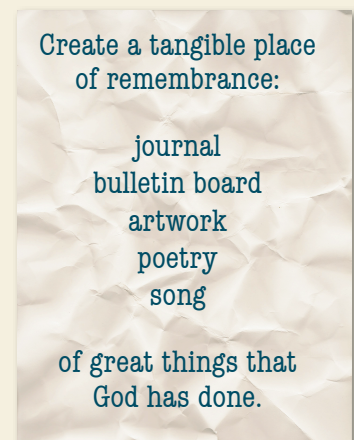 Create a tangible place
of remembrance:
journal
bulletin board
artwork
poetry
song
of great things that
God has done.